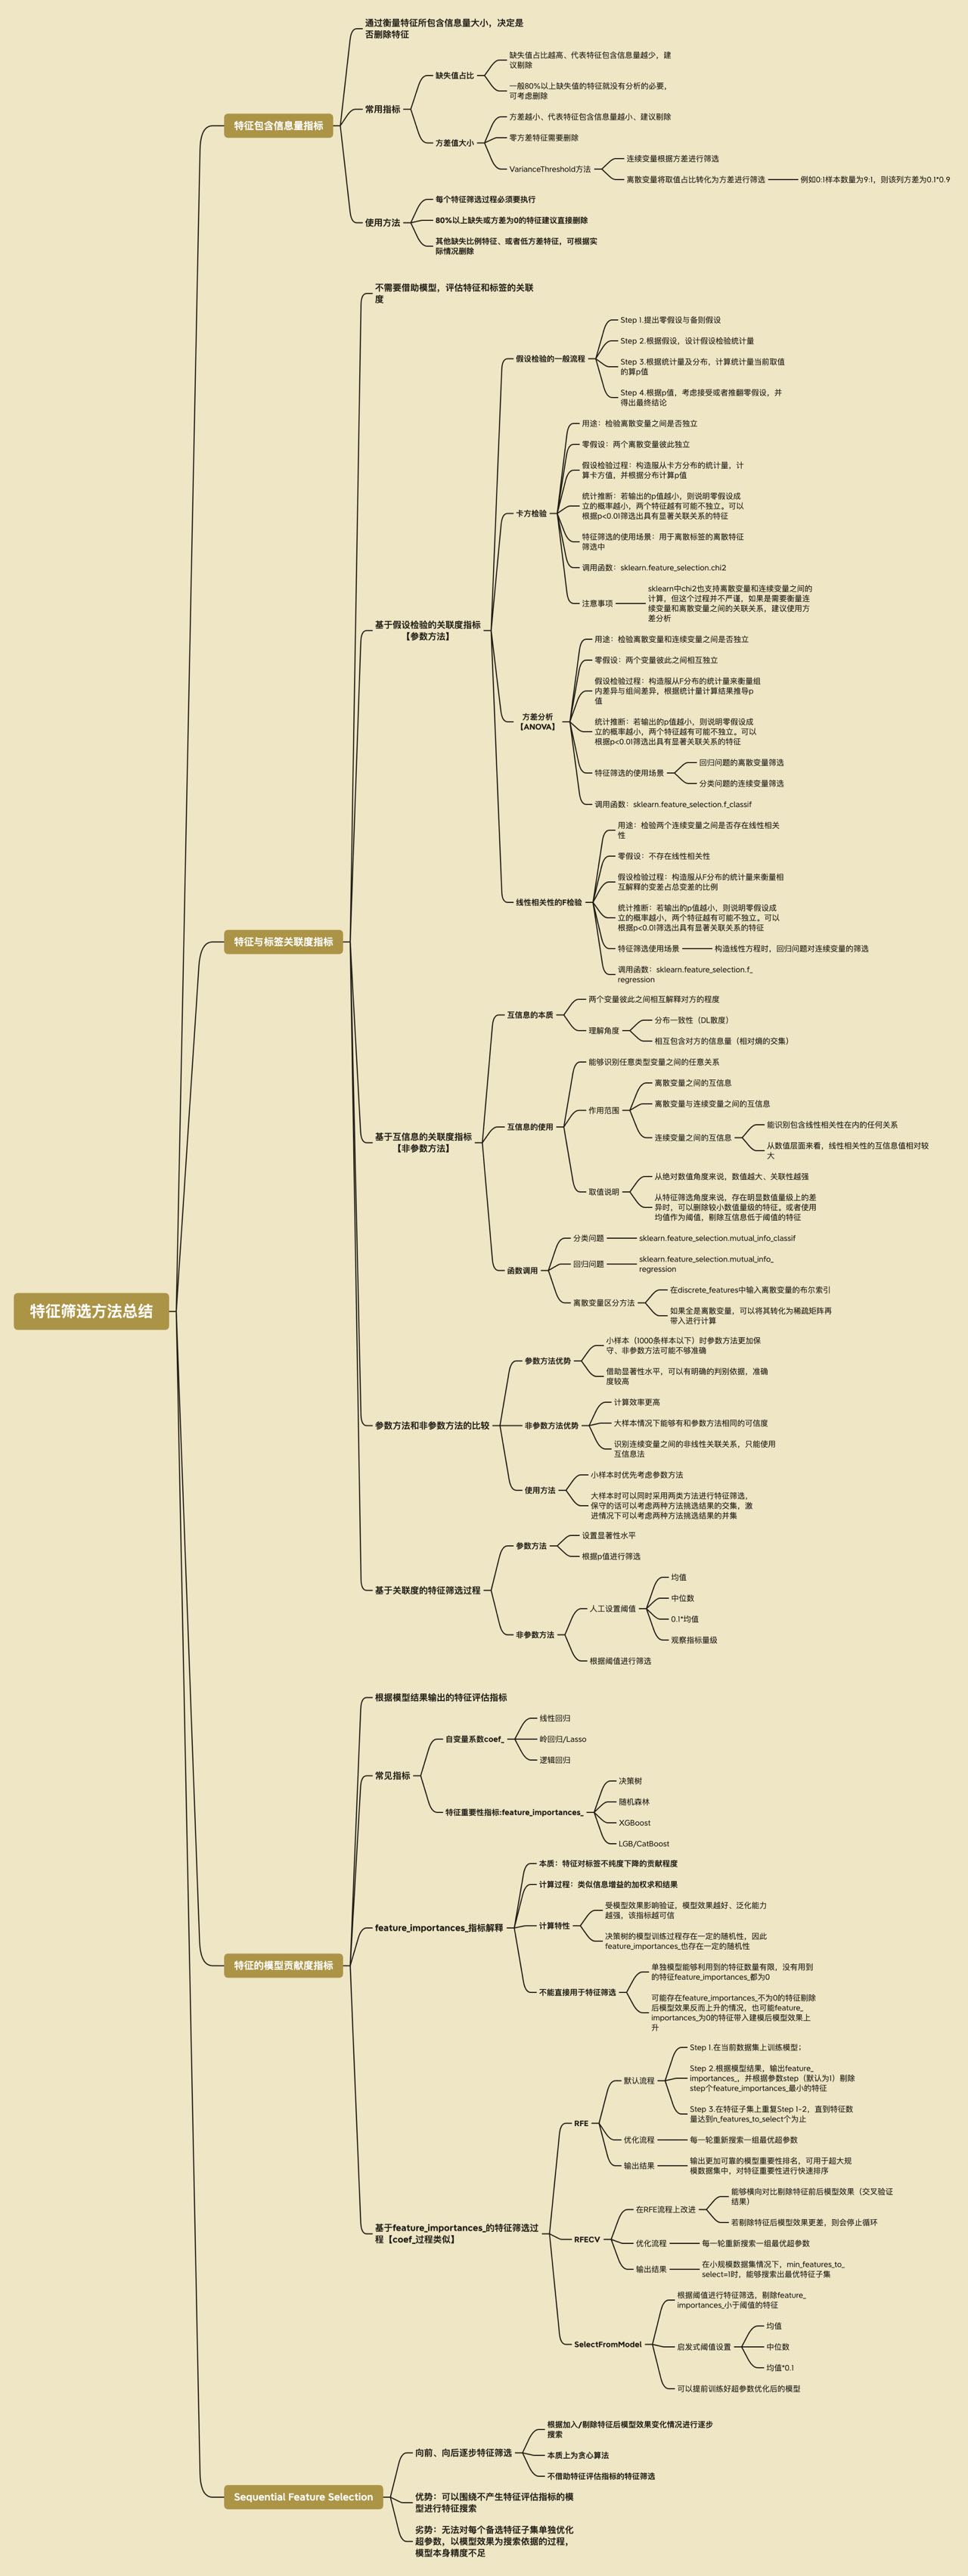 特征筛选方法总结
特征包含信息量指标
通过衡量特征所包含信息量大小，决定是
否删除特征
常用指标
缺失值占比
缺失值占比越高、代表特征包含信息量越少，建
议剔除
一般80%以上缺失值的特征就没有分析的必要，
可考虑删除
方差值大小
方差越小、代表特征包含信息量越小、建议剔除
零方差特征需要删除
VarianceThreshold方法
连续变量根据方差进行筛选
离散变量将取值占比转化为方差进行筛选
例如0:1样本数量为9:1，则该列方差为0.1*0.9
使用方法
每个特征筛选过程必须要执行
80%以上缺失或方差为0的特征建议直接删除
其他缺失比例特征、或者低方差特征，可根据实
际情况删除
特征与标签关联度指标
不需要借助模型，评估特征和标签的关联
度
基于假设检验的关联度指标
【参数方法】
假设检验的一般流程
Step 1.提出零假设与备则假设
Step 2.根据假设，设计假设检验统计量
Step 3.根据统计量及分布，计算统计量当前取值
的算p值
Step 4.根据p值，考虑接受或者推翻零假设，并
得出最终结论
卡方检验
用途：检验离散变量之间是否独立
零假设：两个离散变量彼此独立
假设检验过程：构造服从卡方分布的统计量，计
算卡方值，并根据分布计算p值
统计推断：若输出的p值越小，则说明零假设成
立的概率越小，两个特征越有可能不独立。可以
根据p<0.01筛选出具有显著关联关系的特征
特征筛选的使用场景：用于离散标签的离散特征
筛选中
调用函数：sklearn.feature_selection.chi2
注意事项
sklearn中chi2也支持离散变量和连续变量之间的
计算，但这个过程并不严谨，如果是需要衡量连
续变量和离散变量之间的关联关系，建议使用方
差分析
方差分析
【ANOVA】
用途：检验离散变量和连续变量之间是否独立
零假设：两个变量彼此之间相互独立
假设检验过程：构造服从F分布的统计量来衡量组
内差异与组间差异，根据统计量计算结果推导p
值
统计推断：若输出的p值越小，则说明零假设成
立的概率越小，两个特征越有可能不独立。可以
根据p<0.01筛选出具有显著关联关系的特征
特征筛选的使用场景
回归问题的离散变量筛选
分类问题的连续变量筛选
调用函数：sklearn.feature_selection.f_classif
线性相关性的F检验
用途：检验两个连续变量之间是否存在线性相关
性
零假设：不存在线性相关性
假设检验过程：构造服从F分布的统计量来衡量相
互解释的变差占总变差的比例
统计推断：若输出的p值越小，则说明零假设成
立的概率越小，两个特征越有可能不独立。可以
根据p<0.01筛选出具有显著关联关系的特征
特征筛选使用场景
构造线性方程时，回归问题对连续变量的筛选
调用函数：sklearn.feature_selection.f_
regression
基于互信息的关联度指标
【非参数方法】
互信息的本质
两个变量彼此之间相互解释对方的程度
理解角度
分布一致性（DL散度）
相互包含对方的信息量（相对熵的交集）
互信息的使用
能够识别任意类型变量之间的任意关系
作用范围
离散变量之间的互信息
离散变量与连续变量之间的互信息
连续变量之间的互信息
能识别包含线性相关性在内的任何关系
从数值层面来看，线性相关性的互信息值相对较
大
取值说明
从绝对数值角度来说，数值越大、关联性越强
从特征筛选角度来说，存在明显数值量级上的差
异时，可以删除较小数值量级的特征。或者使用
均值作为阈值，剔除互信息低于阈值的特征
函数调用
分类问题
sklearn.feature_selection.mutual_info_classif
回归问题
sklearn.feature_selection.mutual_info_
regression
离散变量区分方法
在discrete_features中输入离散变量的布尔索引
如果全是离散变量，可以将其转化为稀疏矩阵再
带入进行计算
参数方法和非参数方法的比较
参数方法优势
小样本（1000条样本以下）时参数方法更加保
守、非参数方法可能不够准确
借助显著性水平，可以有明确的判别依据，准确
度较高
非参数方法优势
计算效率更高
大样本情况下能够有和参数方法相同的可信度
识别连续变量之间的非线性关联关系，只能使用
互信息法
使用方法
小样本时优先考虑参数方法
大样本时可以同时采用两类方法进行特征筛选，
保守的话可以考虑两种方法挑选结果的交集，激
进情况下可以考虑两种方法挑选结果的并集
基于关联度的特征筛选过程
参数方法
设置显著性水平
根据p值进行筛选
非参数方法
人工设置阈值
均值
中位数
0.1*均值
观察指标量级
根据阈值进行筛选
特征的模型贡献度指标
根据模型结果输出的特征评估指标
常见指标
自变量系数coef_
线性回归
岭回归/Lasso
逻辑回归
特征重要性指标:feature_importances_
决策树
随机森林
XGBoost
LGB/CatBoost
feature_importances_指标解释
本质：特征对标签不纯度下降的贡献程度
计算过程：类似信息增益的加权求和结果
计算特性
受模型效果影响验证，模型效果越好、泛化能力
越强，该指标越可信
决策树的模型训练过程存在一定的随机性，因此
feature_importances_也存在一定的随机性
不能直接用于特征筛选
单独模型能够利用到的特征数量有限，没有用到
的特征feature_importances_都为0
可能存在feature_importances_不为0的特征剔除
后模型效果反而上升的情况，也可能feature_
importances_为0的特征带入建模后模型效果上
升
基于feature_importances_的特征筛选过
程【coef_过程类似】
RFE
默认流程
Step 1.在当前数据集上训练模型；
Step 2.根据模型结果，输出feature_
importances_，并根据参数step（默认为1）剔除
step个feature_importances_最小的特征
Step 3.在特征子集上重复Step 1-2，直到特征数
量达到n_features_to_select个为止
优化流程
每一轮重新搜索一组最优超参数
输出结果
输出更加可靠的模型重要性排名，可用于超大规
模数据集中，对特征重要性进行快速排序
RFECV
在RFE流程上改进
能够横向对比剔除特征前后模型效果（交叉验证
结果）
若剔除特征后模型效果更差，则会停止循环
优化流程
每一轮重新搜索一组最优超参数
输出结果
在小规模数据集情况下，min_features_to_
select=1时，能够搜索出最优特征子集
SelectFromModel
根据阈值进行特征筛选，剔除feature_
importances_小于阈值的特征
启发式阈值设置
均值
中位数
均值*0.1
可以提前训练好超参数优化后的模型
Sequential Feature Selection
向前、向后逐步特征筛选
根据加入/剔除特征后模型效果变化情况进行逐步
搜索
本质上为贪心算法
不借助特征评估指标的特征筛选
优势：可以围绕不产生特征评估指标的模
型进行特征搜索
劣势：无法对每个备选特征子集单独优化
超参数，以模型效果为搜索依据的过程，
模型本身精度不足